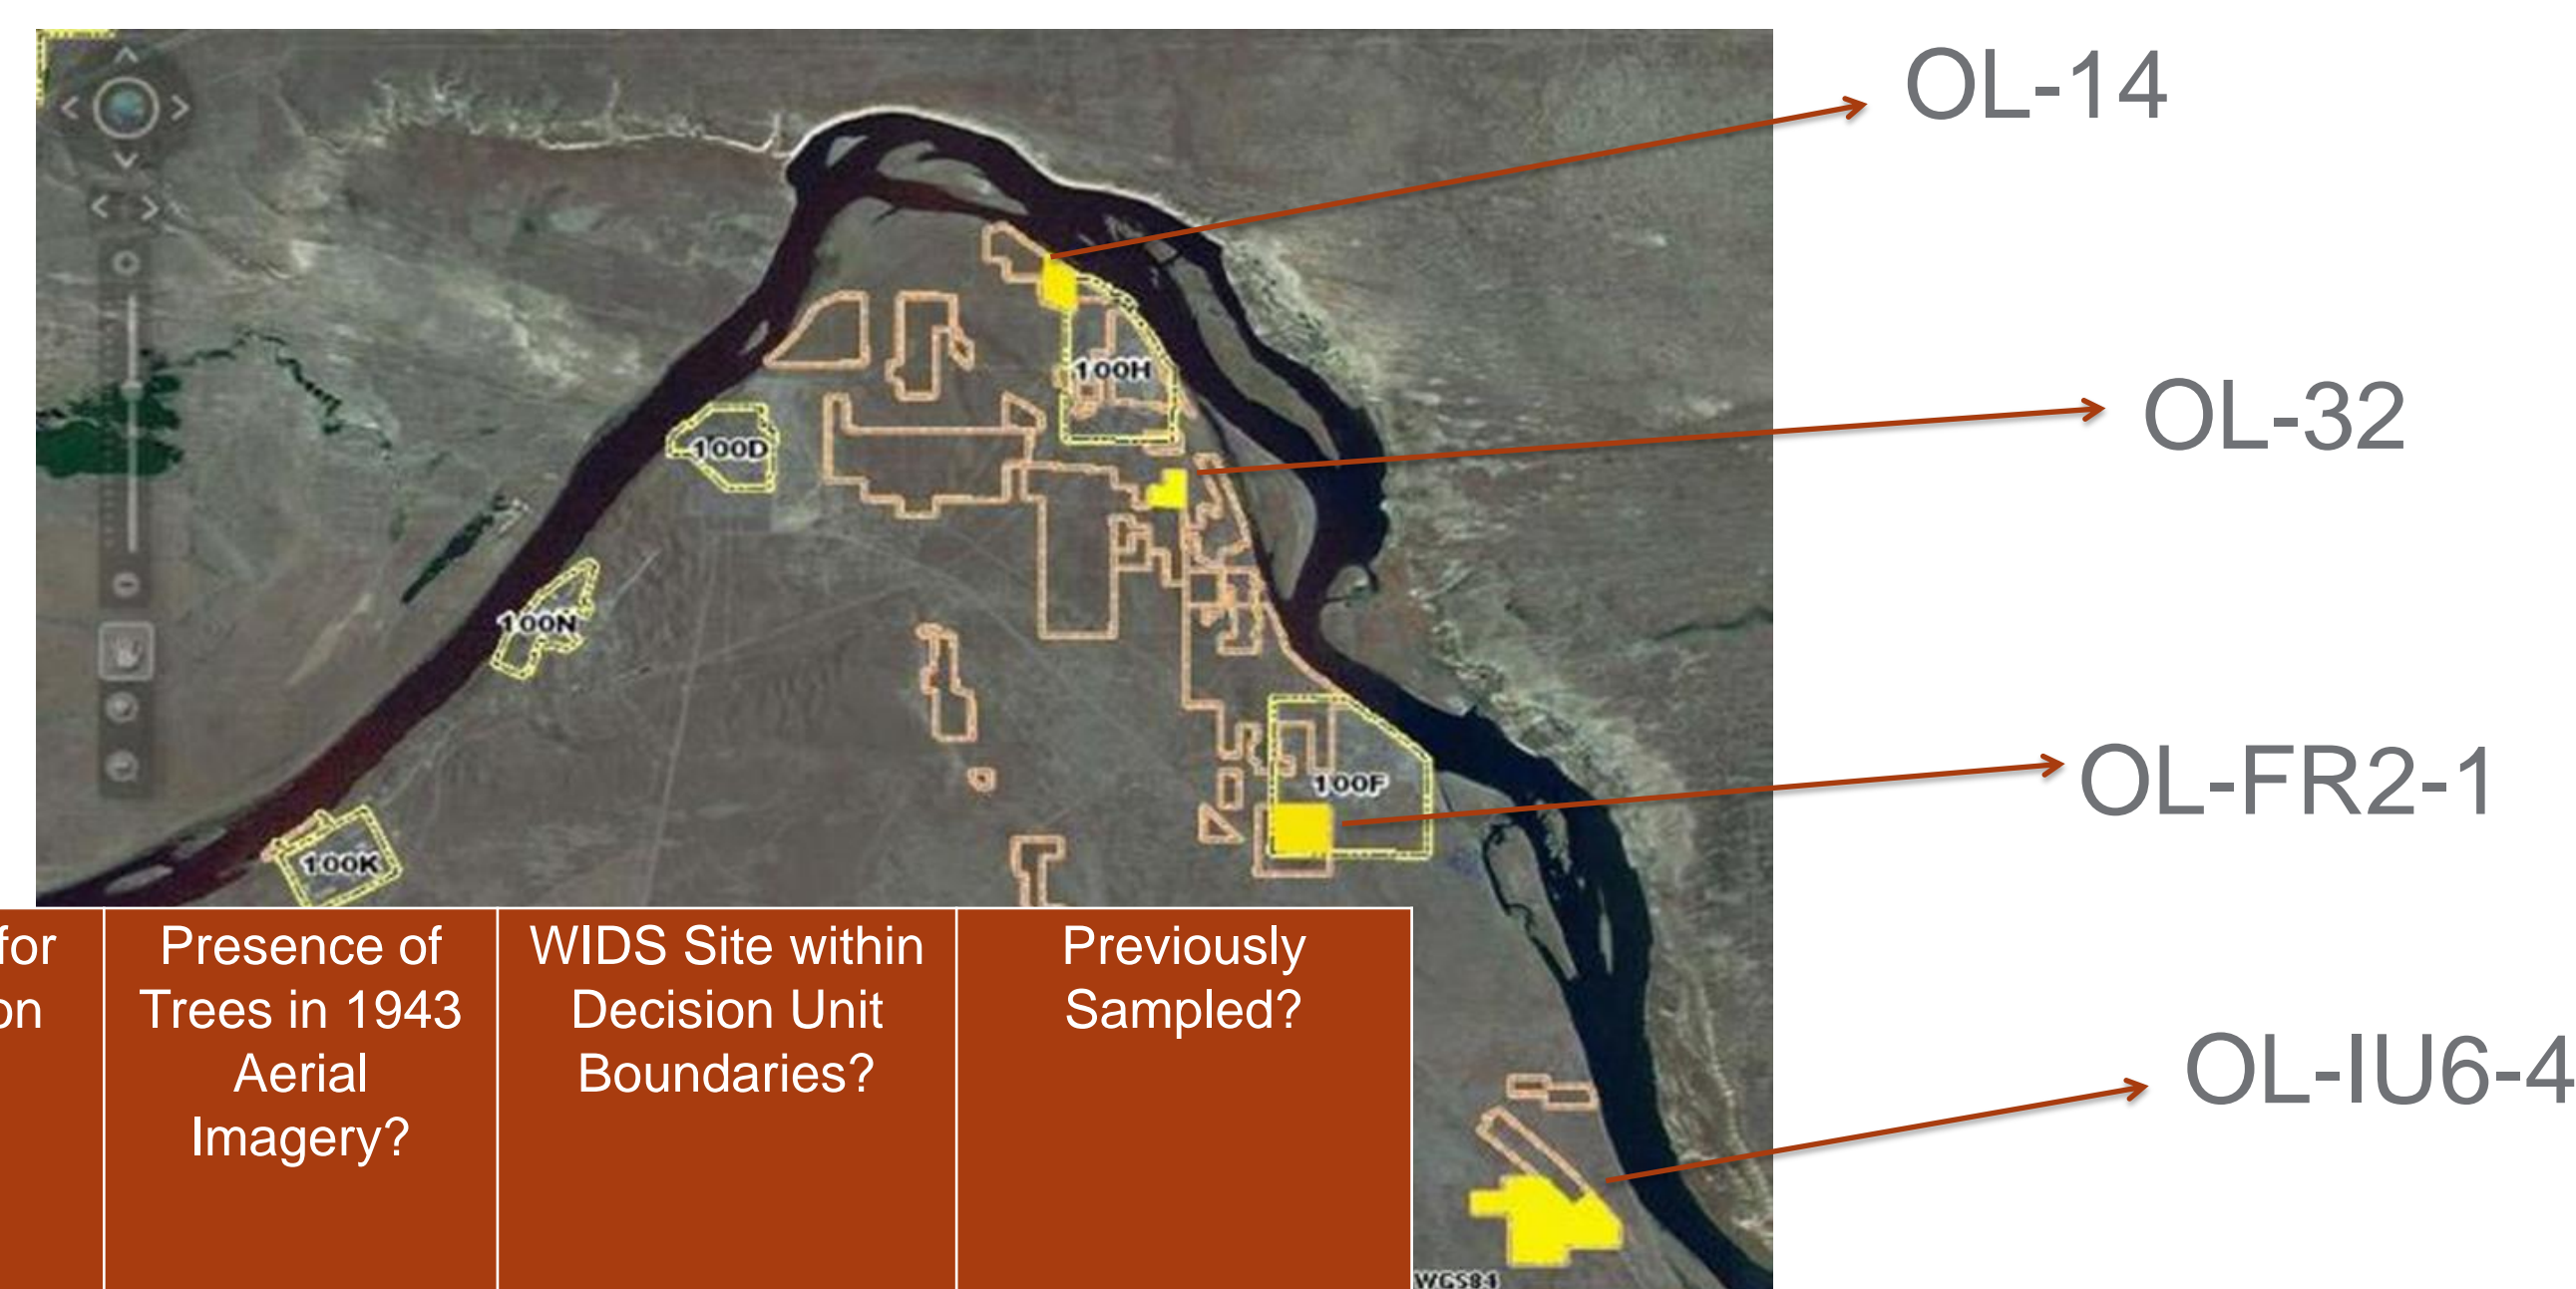 OL-14
OL-32
100H
100D
100N
OL-FR2-1
100F
100K
for
on
Presence of
Trees in 1943
Aerial
Imagery?
WIDS Site within
Decision Unit
Boundaries?
Previously
Sampled?
OL-IU6-4
WGS84